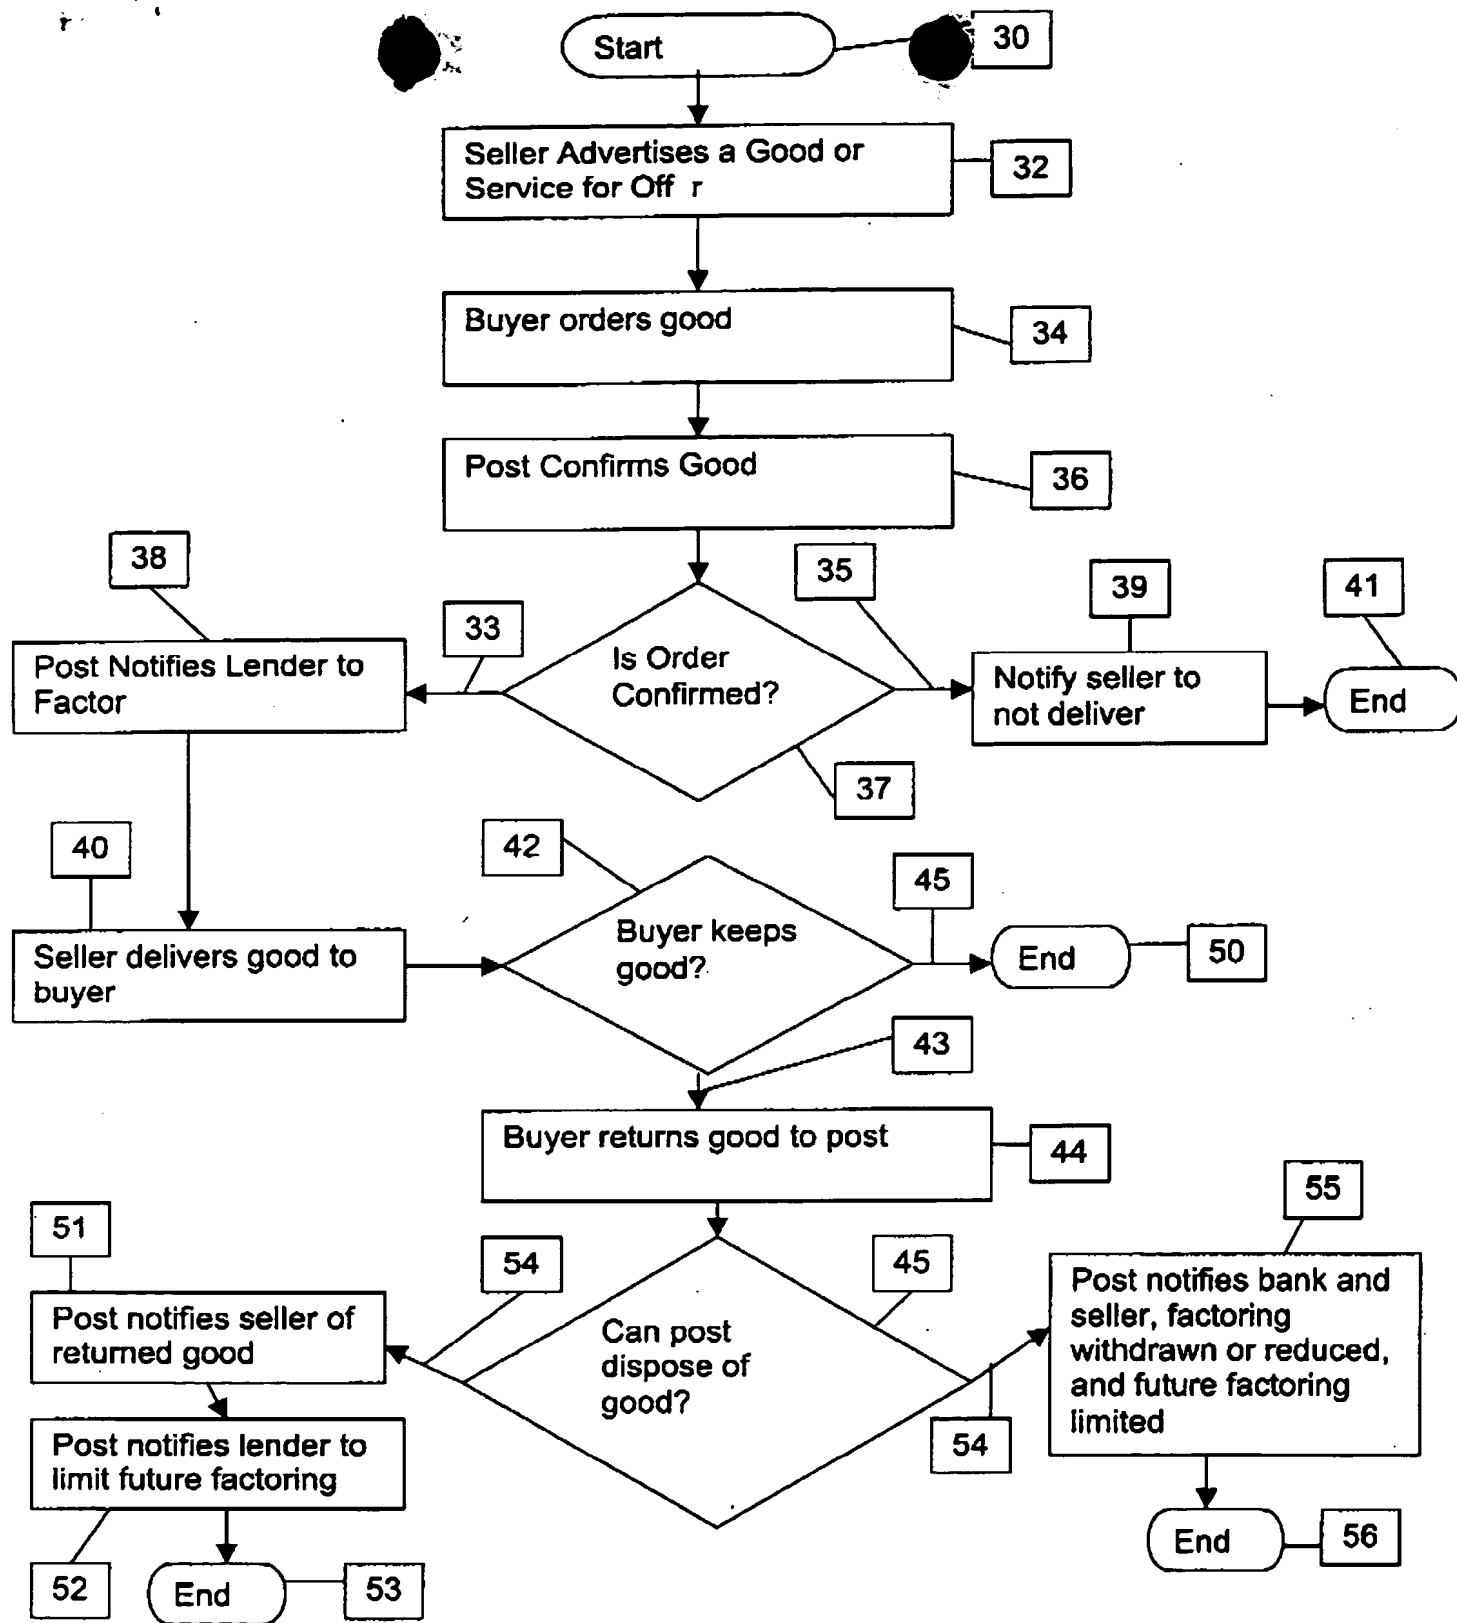 Start
30
Seller Advertises a Good or
Service for Off r
32
Buyer orders good
34
Post Confirms Good
36
38
33
35
39
41
Post Notifies Lender to
Factor
Is Order
Confirmed?
Notify seller to
not deliver
End
37
40
42
45
Seller delivers good to
buyer
Buyer keeps
good?
End
50
43
Buyer returns good to post
44
51
54
45
55
Post notifies seller of
returned good
Can post
dispose of
good?
Post notifies bank and
seller, factoring
withdrawn or reduced,
and future factoring
limited
54
Post notifies lender to
limit future factoring
52
End
53
End
56